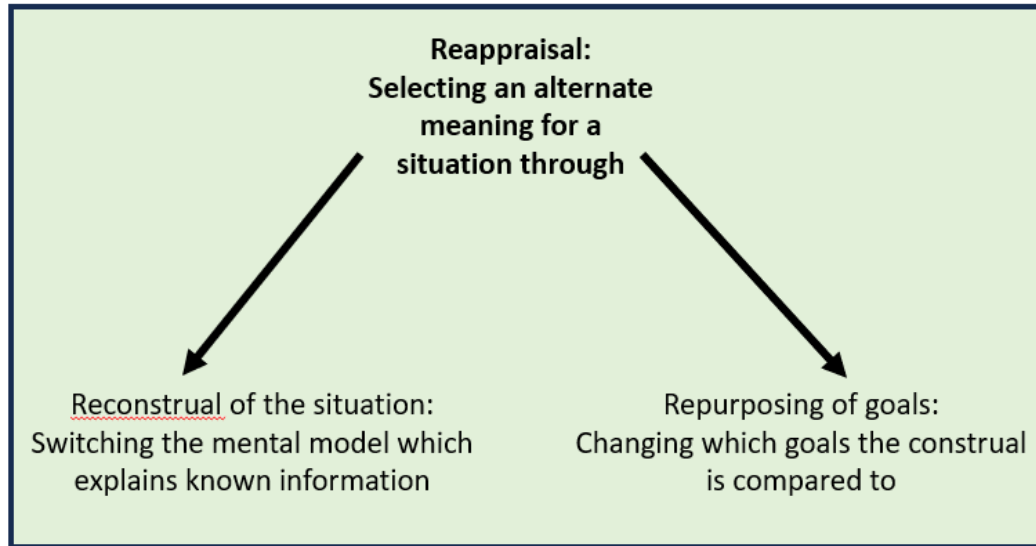 Reappraisal:
Selecting an alternate
meaning for a
situation through
Reconstrual of the situation:
Switching the mental model which
explains known information
Repurposing of goals:
Changing which goals the construal
is compared to